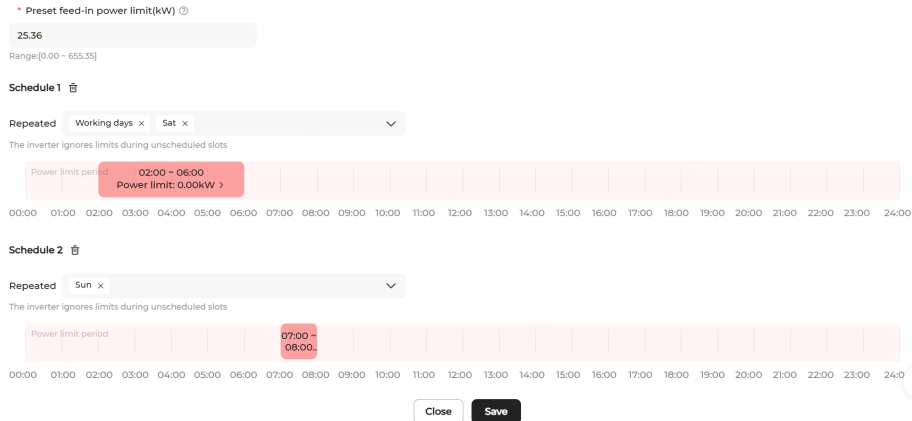 * Preset feed-in power limit(kW) ?
25.36
Range:[0.00 ~ 655.35]
Schedule 1
Repeated Working days × Sat ×
The inverter ignores limits during unscheduled slots
Power limit period
02:00 ~ 06:00
Power limit: 0.00kW >
00:00 01:00 02:00 03:00 04:00 05:00 06:00 07:00 08:00 09:00 10:00 11:00 12:00 13:00 14:00 15:00 16:00 17:00 18:00 19:00 20:00 21:00 22:00 23:00 24:00
Schedule 2
Repeated Sun ×
The inverter ignores limits during unscheduled slots
Power limit period
07:00 ~
08:00..
00:00 01:00 02:00 03:00 04:00 05:00 06:00 07:00 08:00 09:00 10:00 11:00 12:00 13:00 14:00 15:00 16:00 17:00 18:00 19:00 20:00 21:00 22:00 23:00 24:0
Close Save